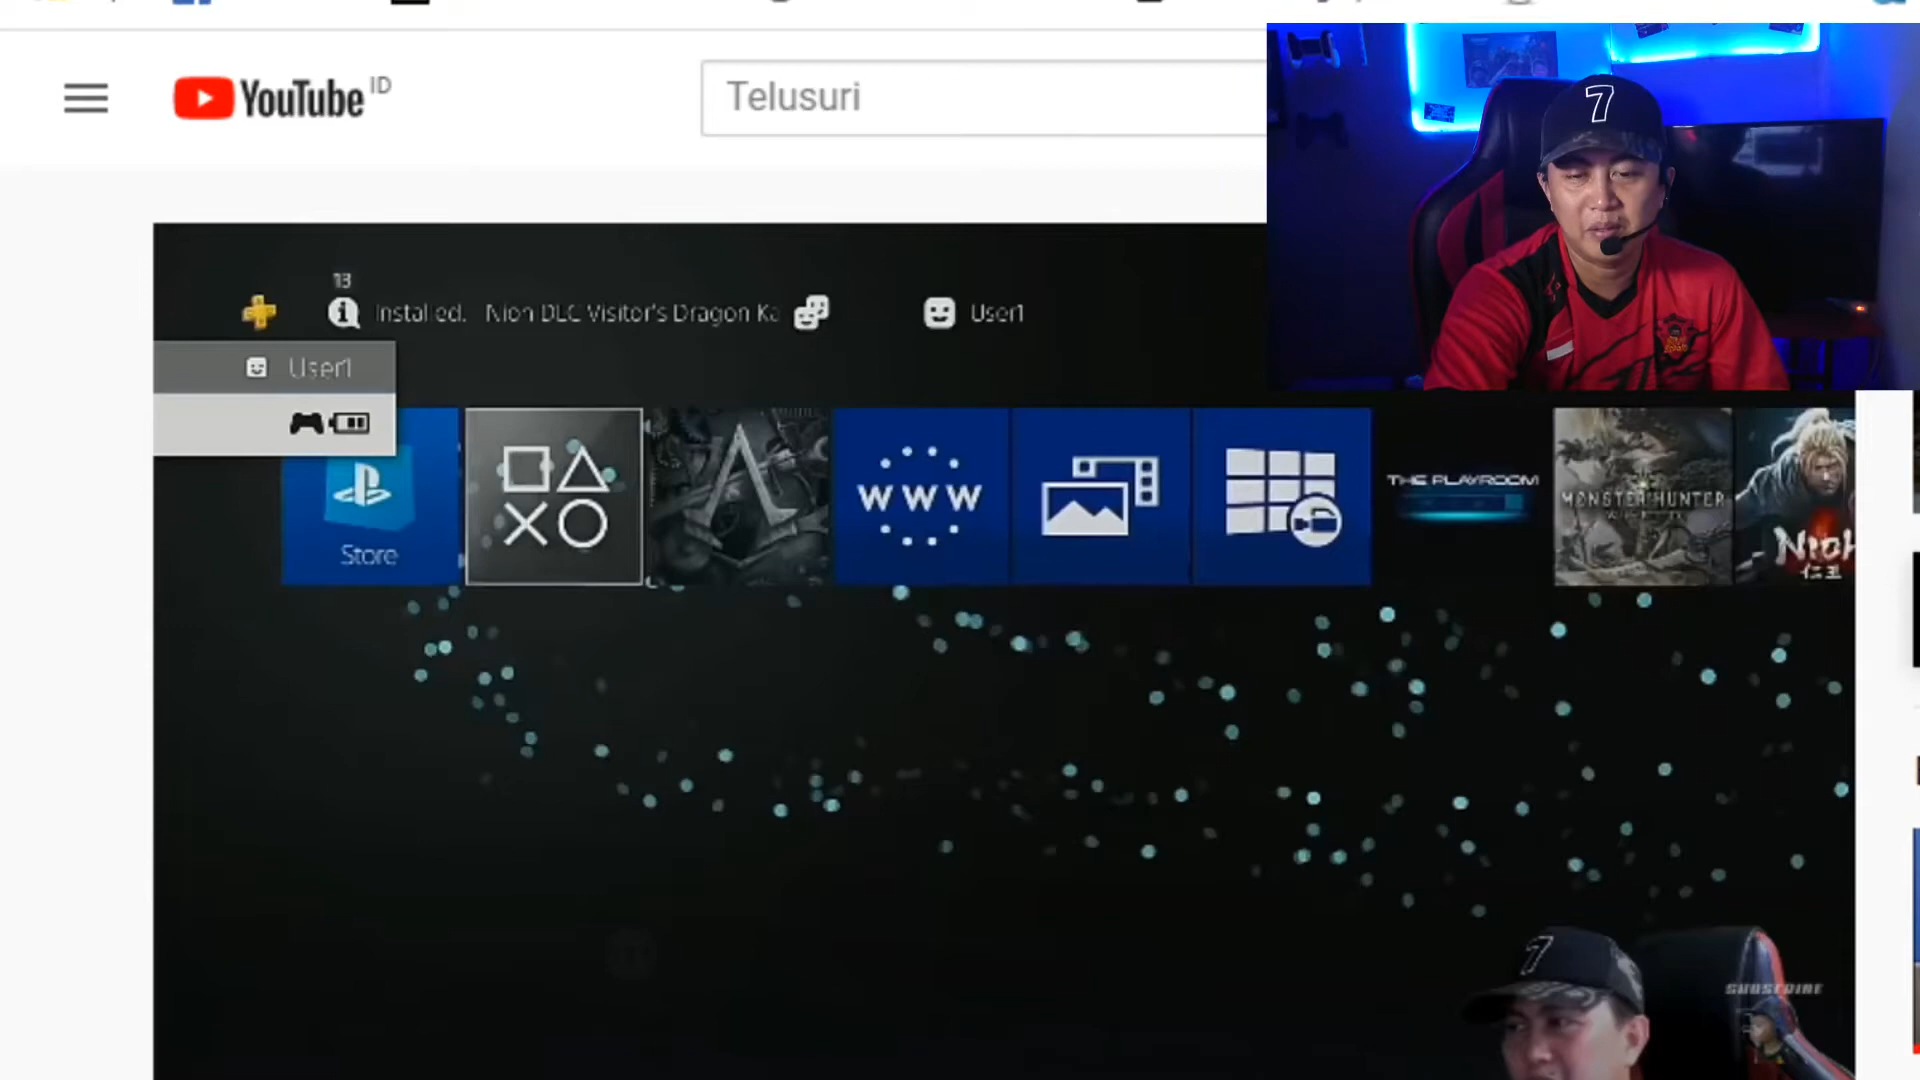 YouTube ID
Telusuri
7
13
Installed. Nioh DLC Visitor's Dragon Ka
User1
User1
Store
WWW
THE PLAYROOM
MONSTER HUNTER
NIOH
仁王
7
SUBSCRIBE